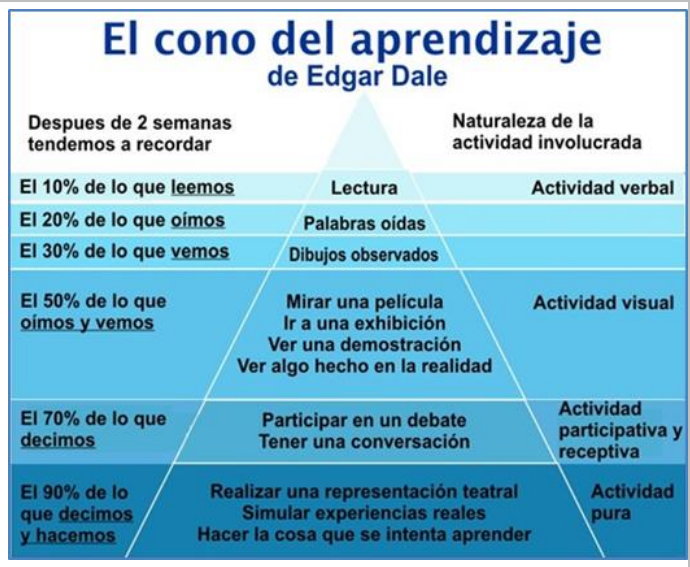 El cono del aprendizaje
de Edgar Dale
Despues de 2 semanas
tendemos a recordar
Naturaleza de la
actividad involucrada
El 10% de lo que leemos
Lectura
Actividad verbal
El 20% de lo que oímos
Palabras oídas
El 30% de lo que vemos
Dibujos observados
El 50% de lo que
oímos y vemos
Mirar una película
Ir a una exhibición
Ver una demostración
Ver algo hecho en la realidad
Actividad visual
El 70% de lo que
decimos
Participar en un debate
Tener una conversación
Actividad
participativa y
receptiva
El 90% de lo
que decimos
y hacemos
Realizar una representación teatral
Simular experiencias reales
Hacer la cosa que se intenta aprender
Actividad
pura